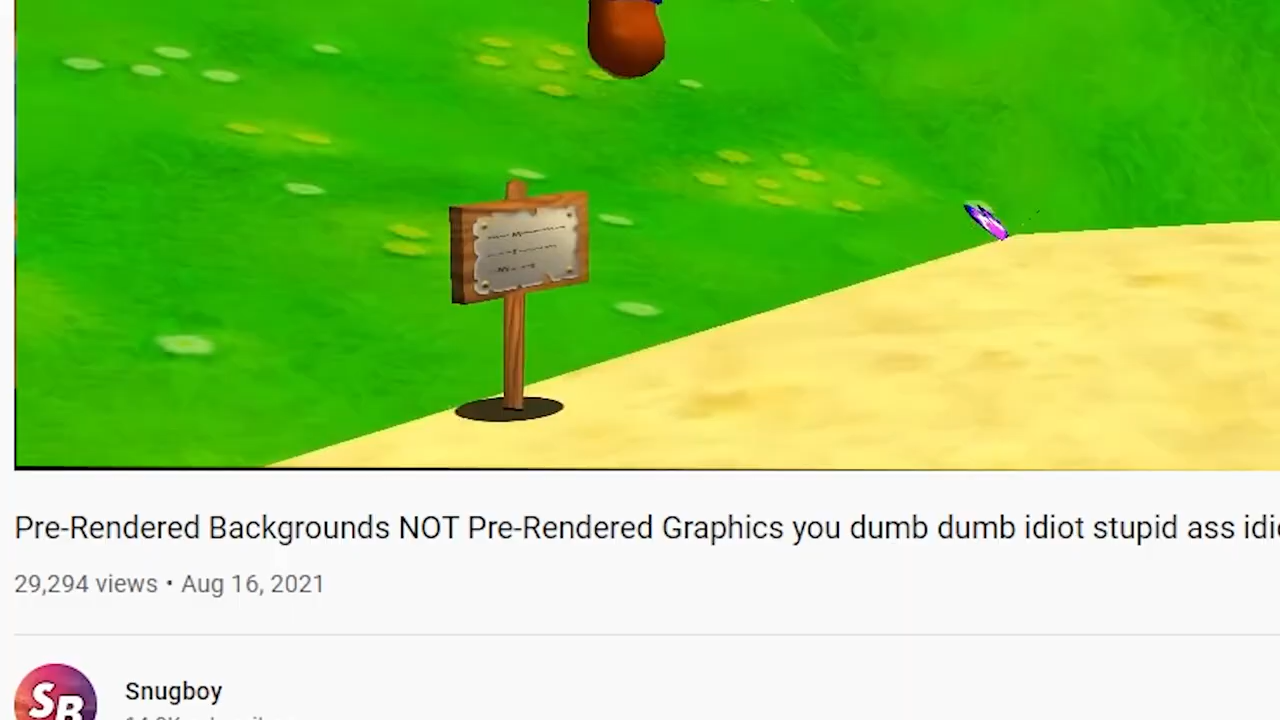 Pre-Rendered Backgrounds NOT Pre-Rendered Graphics you dumb dumb idiot stupid ass
29,294 views • Aug 16, 2021
SB
Snugboy